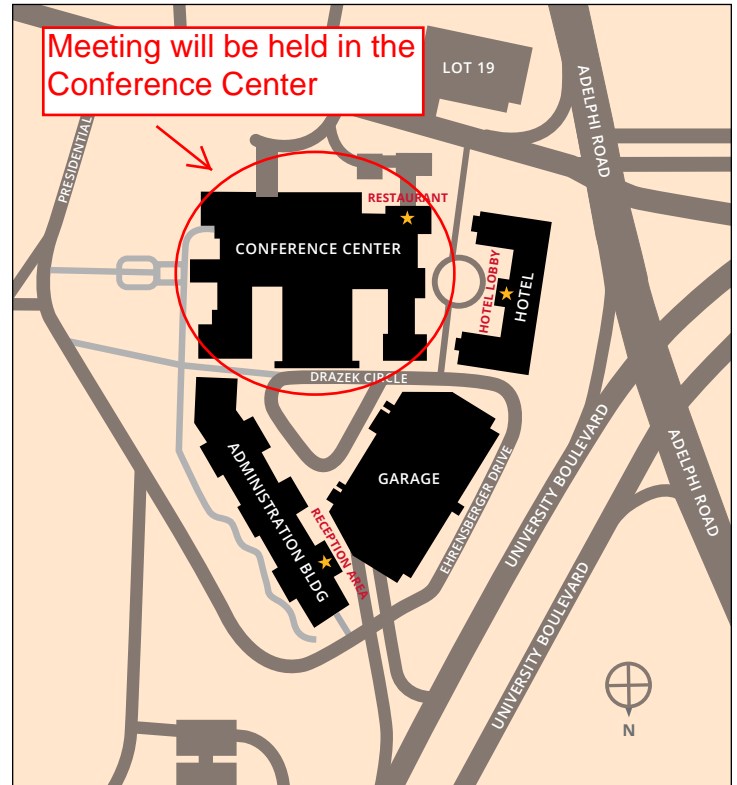 Meeting will be held in the
Conference Center
LOT 19
ADELPHI ROAD
PRESIDENTIAL
RESTAURANT
CONFERENCE CENTER
HOTEL LOBBY
HOTEL
DRAZEK CIRCLE
ADMINISTRATION BLDG
RECEPTION AREA
GARAGE
EHRENSBERGER DRIVE
UNIVERSITY BOULEVARD
ADELPHI ROAD
UNIVERSITY BOULEVARD
N